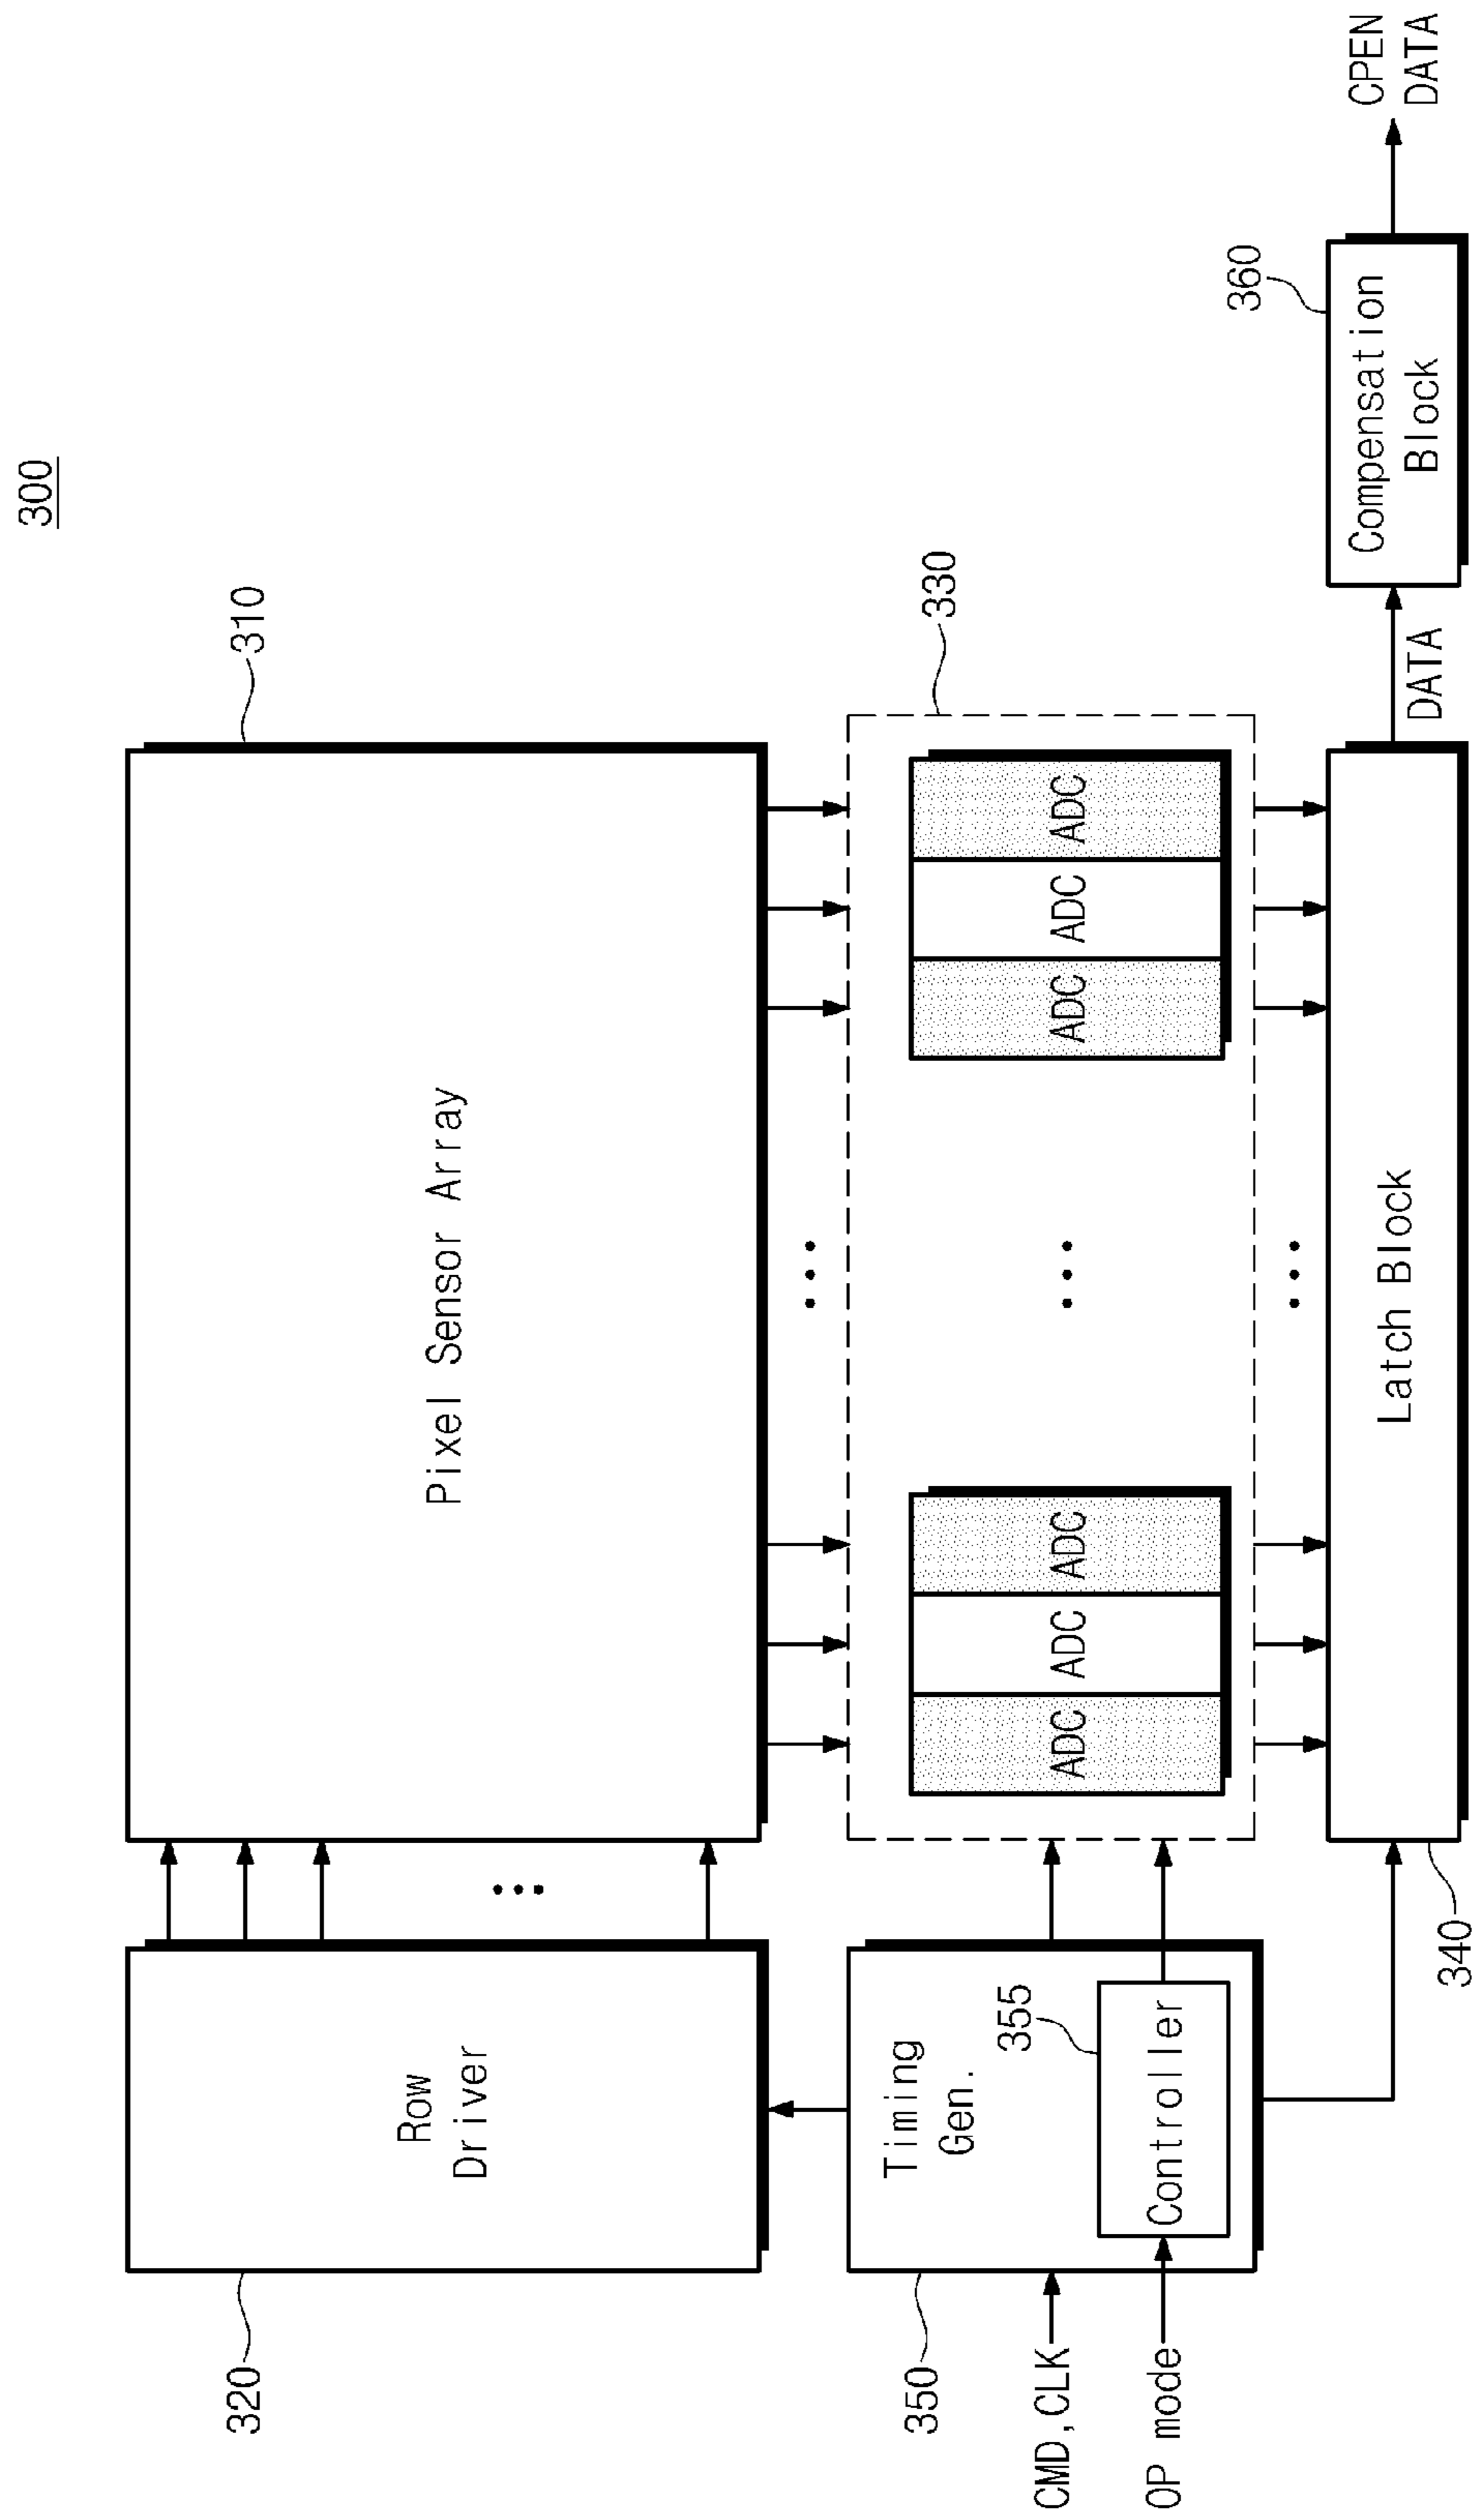 300
310
320
Pixel Sensor Array
Row
Driver
330
350
Timing
Gen.
355
Controller
CMD,CLK
OP mode
ADC
ADC
ADC
ADC
ADC
ADC
360
340
Latch Block
DATA
Compensation
Block
CPEN
DATA